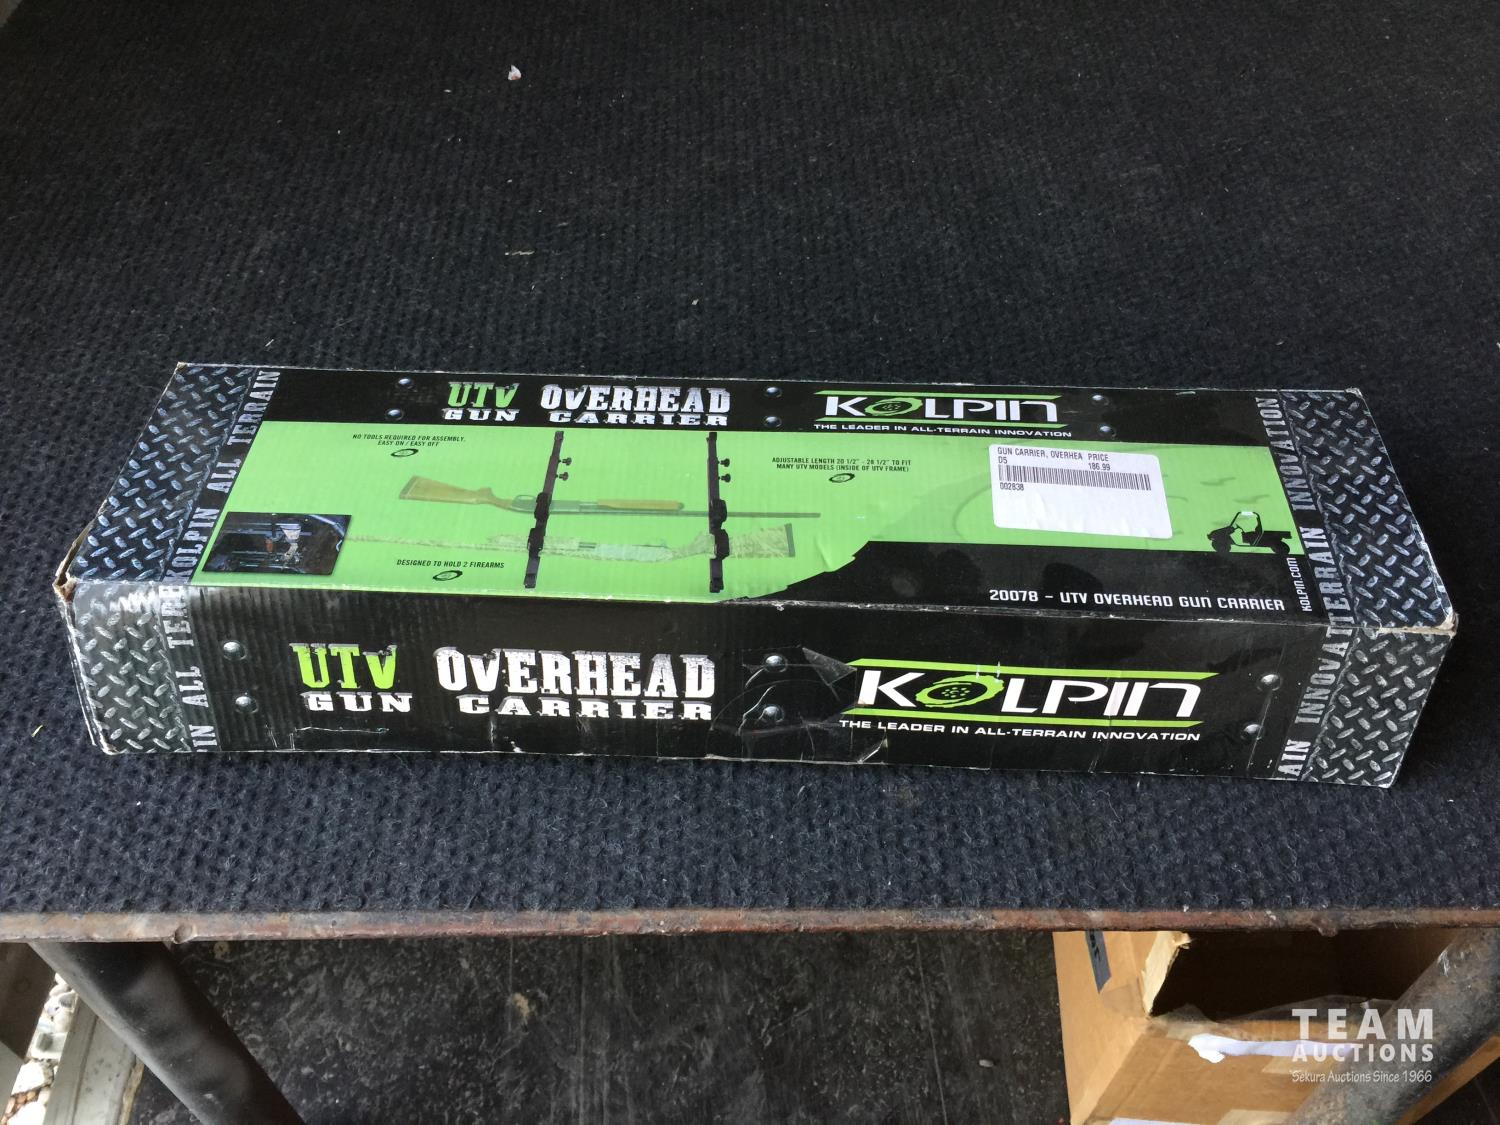 UTV OVERHEAD
GUN CARRIER
KOLPIN
THE LEADER IN ALL-TERRAIN INNOVATION
NO TOOLS REQUIRED FOR ASSEMBLY.
EASY ON / EASY OFF
ADJUSTABLE LENGTH 20 1/2" - 28 1/2" TO FIT
MANY UTV MODELS (INSIDE OF UTV FRAME)
GUN CARRIER, OVERHEA PRICE
D5 186.99
002838
DESIGNED TO HOLD 2 FIREARMS
20078 - UTV OVERHEAD GUN CARRIER
KOLPIN.COM
KOLPIN ALL TERRAIN
TERRAIN INNOVATION
UTV OVERHEAD
GUN CARRIER
KOLPIN
THE LEADER IN ALL-TERRAIN INNOVATION
IN ALL TERR
AIN INNOVA
TEAM
AUCTIONS
Sekura Auctions Since 1966